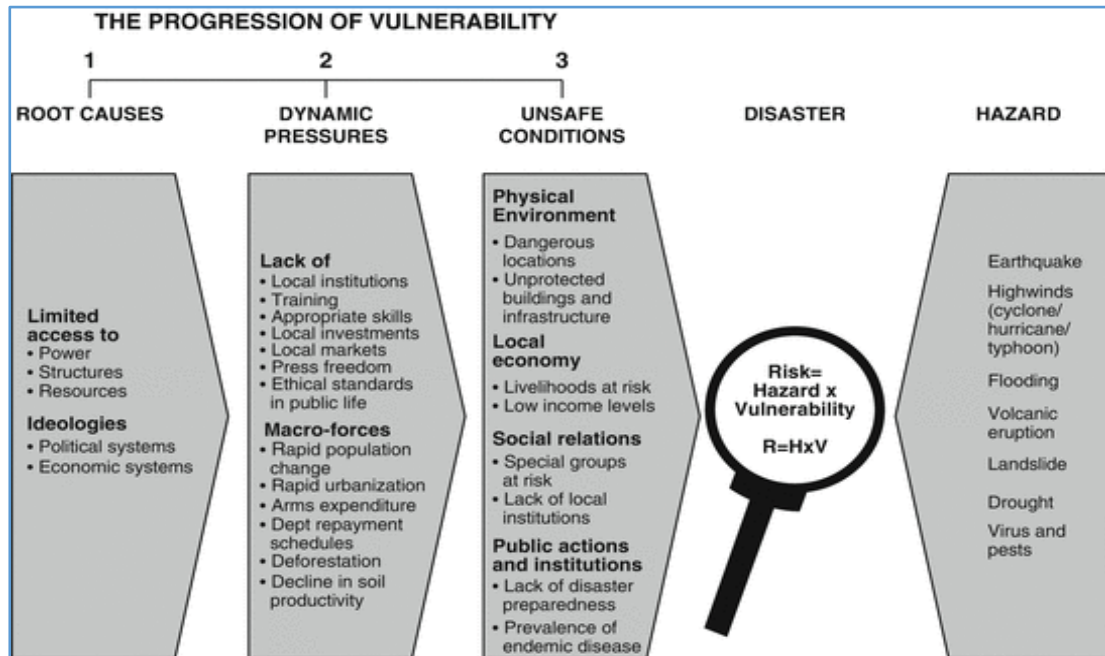 THE PROGRESSION OF VULNERABILITY
1
2
3
ROOT CAUSES
DYNAMIC
PRESSURES
UNSAFE
CONDITIONS
DISASTER
HAZARD
Limited
access to
• Power
• Structures
• Resources
Ideologies
• Political systems
• Economic systems
Lack of
• Local institutions
• Training
• Appropriate skills
• Local investments
• Local markets
• Press freedom
• Ethical standards
in public life
Macro-forces
• Rapid population
change
• Rapid urbanization
• Arms expenditure
• Dept repayment
schedules
• Deforestation
• Decline in soil
productivity
Physical
Environment
• Dangerous
locations
• Unprotected
buildings and
infrastructure
Local
economy
• Livelihoods at risk
• Low income levels
Social relations
• Special groups
at risk
• Lack of local
institutions
Public actions
and institutions
• Lack of disaster
preparedness
• Prevalence of
endemic disease
Risk=
Hazard x
Vulnerability
R=HxV
Earthquake
Highwinds
(cyclone/
hurricane/
typhoon)
Flooding
Volcanic
eruption
Landslide
Drought
Virus and
pests